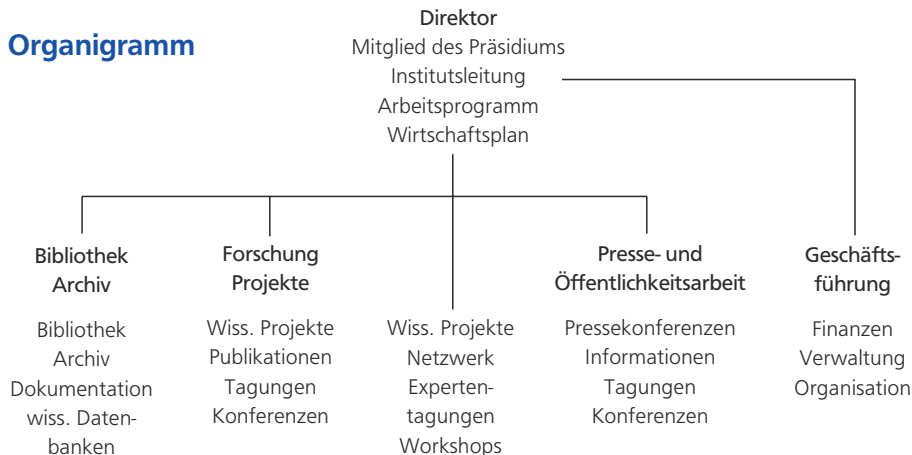 Organigramm
Direktor
Mitglied des Präsidiums
Institutsleitung
Arbeitsprogramm
Wirtschaftsplan
Bibliothek
Archiv
Bibliothek
Archiv
Dokumentation
wiss. Daten-
banken
Forschung
Projekte
Wiss. Projekte
Publikationen
Tagungen
Konferenzen
Wiss. Projekte
Netzwerk
Experten-
tagungen
Workshops
Presse- und
Öffentlichkeitsarbeit
Pressekonferenzen
Informationen
Tagungen
Konferenzen
Geschäfts-
führung
Finanzen
Verwaltung
Organisation